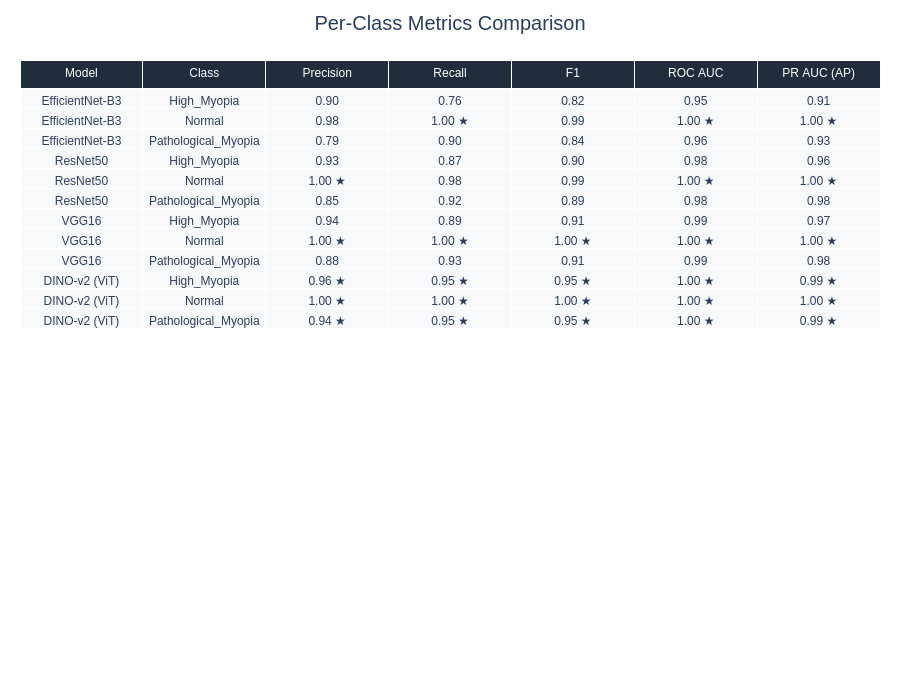 Per-Class Metrics Comparison
Model Class Precision Recall F1 ROC AUC PR AUC (AP)
EfficientNet-B3 High_Myopia 0.90 0.76 0.82 0.95 0.91
EfficientNet-B3 Normal 0.98 1.00 ★ 0.99 1.00 ★ 1.00 ★
EfficientNet-B3 Pathological_Myopia 0.79 0.90 0.84 0.96 0.93
ResNet50 High_Myopia 0.93 0.87 0.90 0.98 0.96
ResNet50 Normal 1.00 ★ 0.98 0.99 1.00 ★ 1.00 ★
ResNet50 Pathological_Myopia 0.85 0.92 0.89 0.98 0.98
VGG16 High_Myopia 0.94 0.89 0.91 0.99 0.97
VGG16 Normal 1.00 ★ 1.00 ★ 1.00 ★ 1.00 ★ 1.00 ★
VGG16 Pathological_Myopia 0.88 0.93 0.91 0.99 0.98
DINO-v2 (ViT) High_Myopia 0.96 ★ 0.95 ★ 0.95 ★ 1.00 ★ 0.99 ★
DINO-v2 (ViT) Normal 1.00 ★ 1.00 ★ 1.00 ★ 1.00 ★ 1.00 ★
DINO-v2 (ViT) Pathological_Myopia 0.94 ★ 0.95 ★ 0.95 ★ 1.00 ★ 0.99 ★